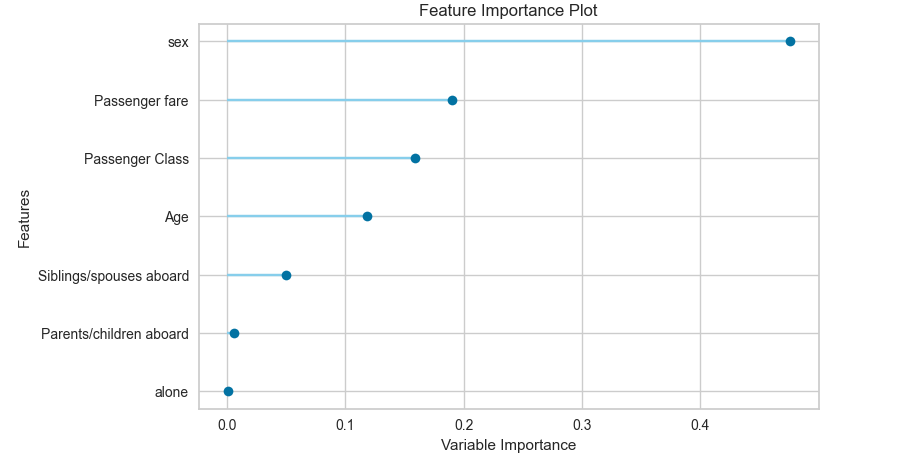 Feature Importance Plot
Features
sex
Passenger fare
Passenger Class
Age
Siblings/spouses aboard
Parents/children aboard
alone
0.0 0.1 0.2 0.3 0.4
Variable Importance